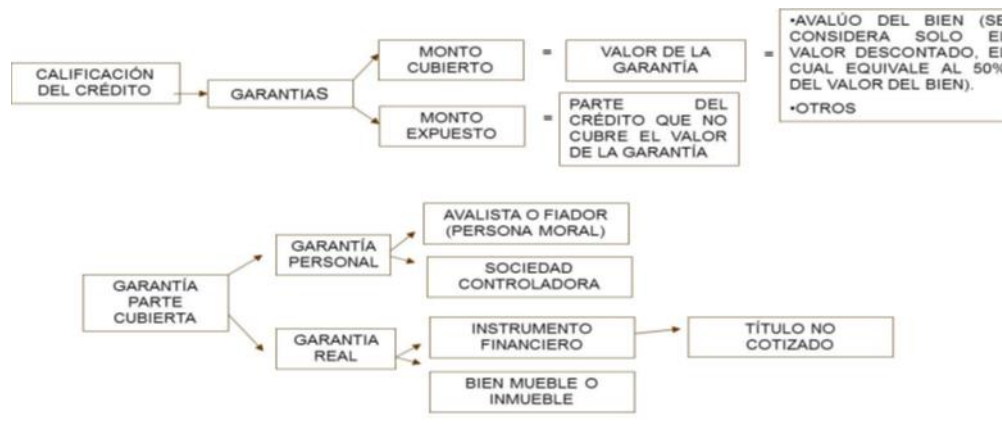 CALIFICACIÓN
DEL CRÉDITO
GARANTIAS
MONTO
CUBIERTO
=
VALOR DE LA
GARANTÍA
=
•AVALÚO DEL BIEN (SE
CONSIDERA SOLO EL
VALOR DESCONTADO, EL
CUAL EQUIVALE AL 50%
DEL VALOR DEL BIEN).
•OTROS
MONTO
EXPUESTO
=
PARTE DEL
CRÉDITO QUE NO
CUBRE EL VALOR
DE LA GARANTÍA
GARANTÍA
PARTE
CUBIERTA
GARANTÍA
PERSONAL
AVALISTA O FIADOR
(PERSONA MORAL)
SOCIEDAD
CONTROLADORA
GARANTIA
REAL
INSTRUMENTO
FINANCIERO
TÍTULO NO
COTIZADO
BIEN MUEBLE O
INMUEBLE